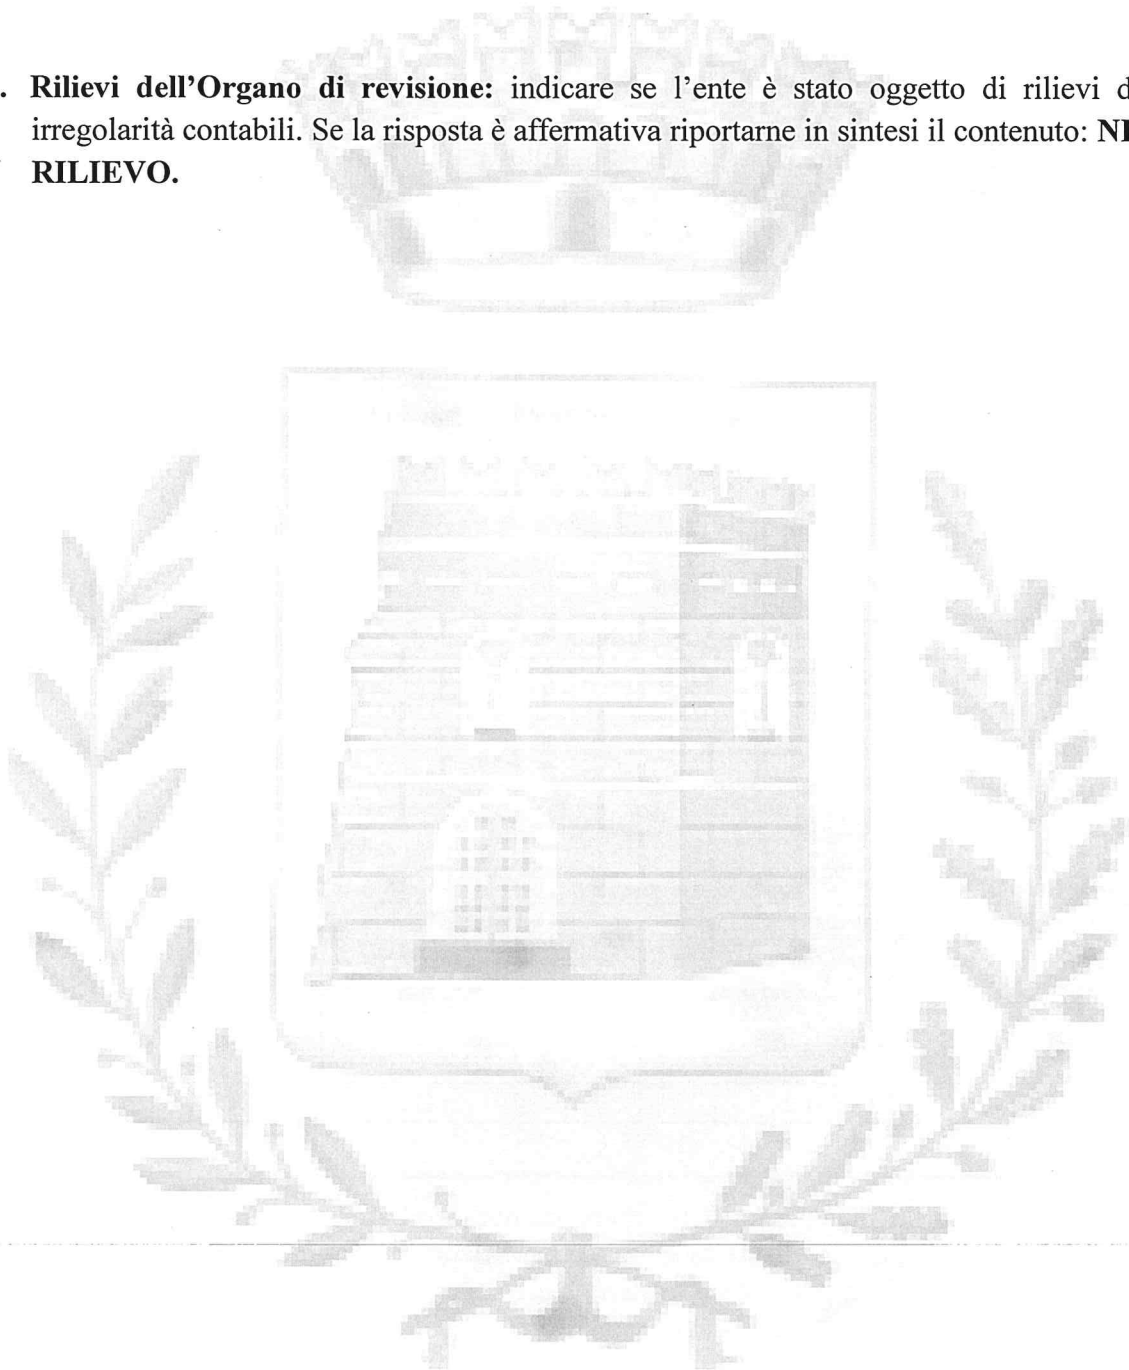 . Rilievi dell’Organo di revisione: indicare se l’ente è stato oggetto di rilievi d
irregolarità contabili. Se la risposta è affermativa riportarne in sintesi il contenuto:
RILIEVO.